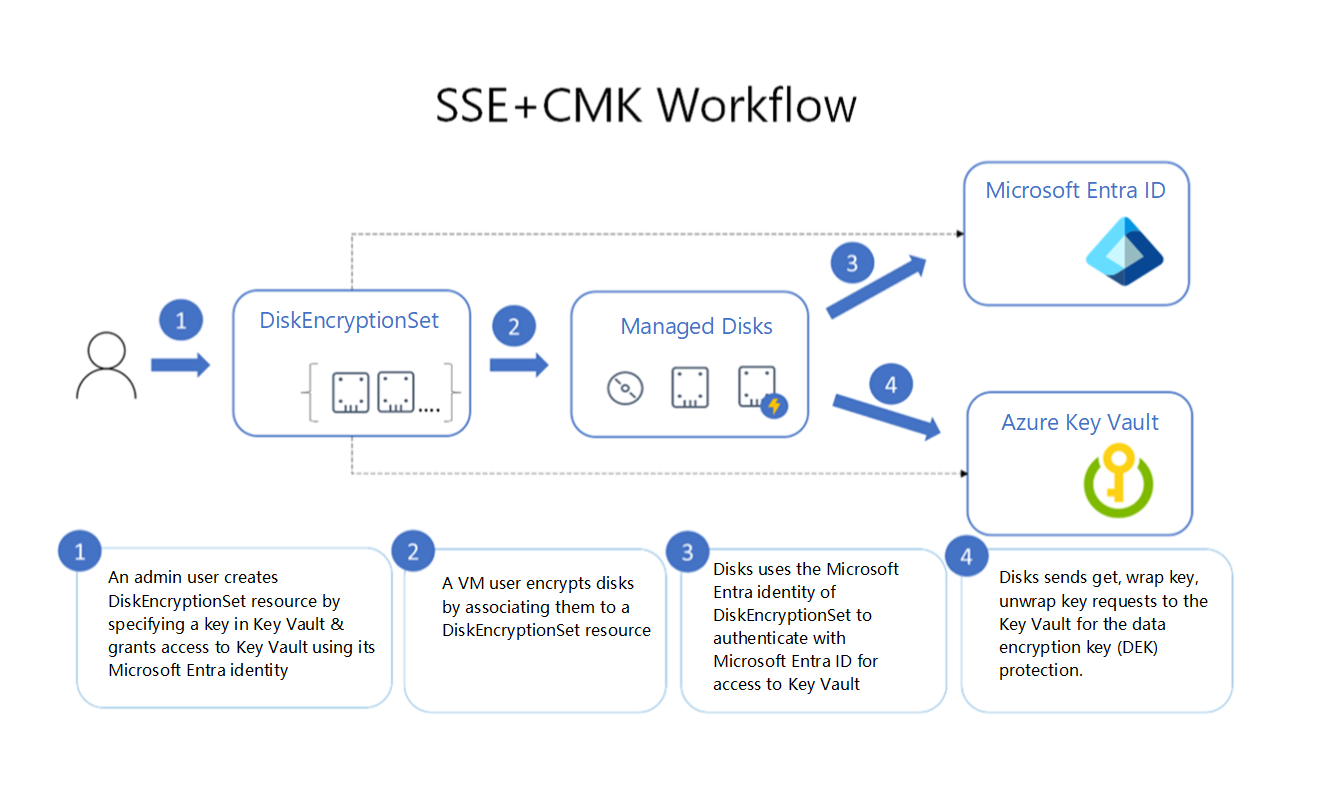 SSE+CMK Workflow
Microsoft Entra ID
3
1
DiskEncryptionSet
2
Managed Disks
4
....
Azure Key Vault
1
An admin user creates
DiskEncryptionSet resource by
specifying a key in Key Vault &
grants access to Key Vault using its
Microsoft Entra identity
2
A VM user encrypts disks
by associating them to a
DiskEncryptionSet resource
3
Disks uses the Microsoft
Entra identity of
DiskEncryptionSet to
authenticate with
Microsoft Entra ID for
access to Key Vault
4
Disks sends get, wrap key,
unwrap key requests to the
Key Vault for the data
encryption key (DEK)
protection.